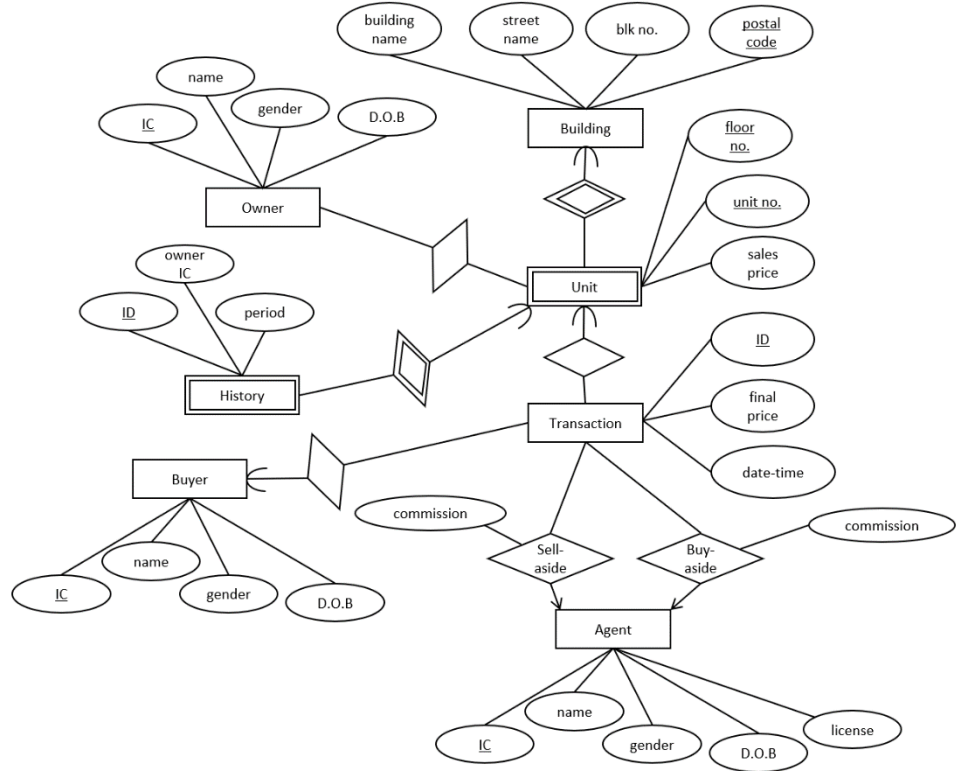 building
name
street
name
blk no.
postal
code
name
gender
IC
D.O.B
Building
floor
no.
Owner
unit no.
owner
IC
sales
price
Unit
ID
period
ID
History
final
price
Transaction
Buyer
date-time
commission
commission
Sell-
aside
Buy-
aside
name
IC
gender
D.O.B
Agent
name
license
IC
gender
D.O.B